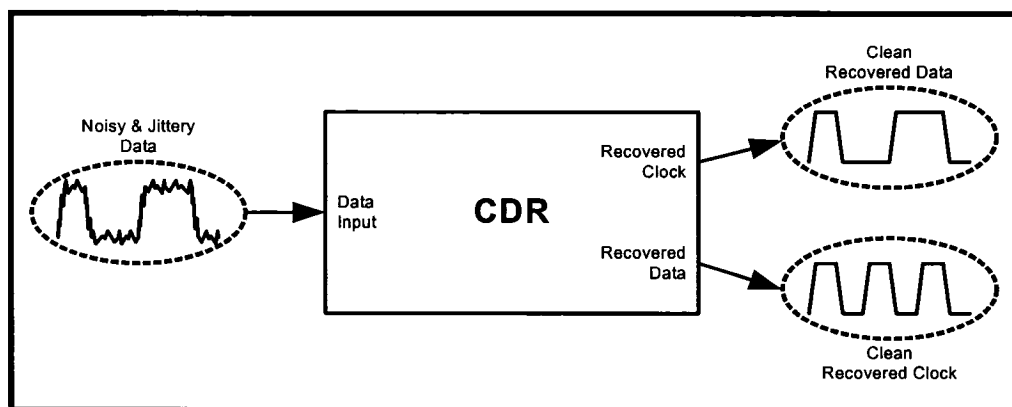 Clean
Recovered Data
Noisy & Jittery
Data
Recovered
Clock
Data
Input
CDR
Recovered
Data
Clean
Recovered Clock